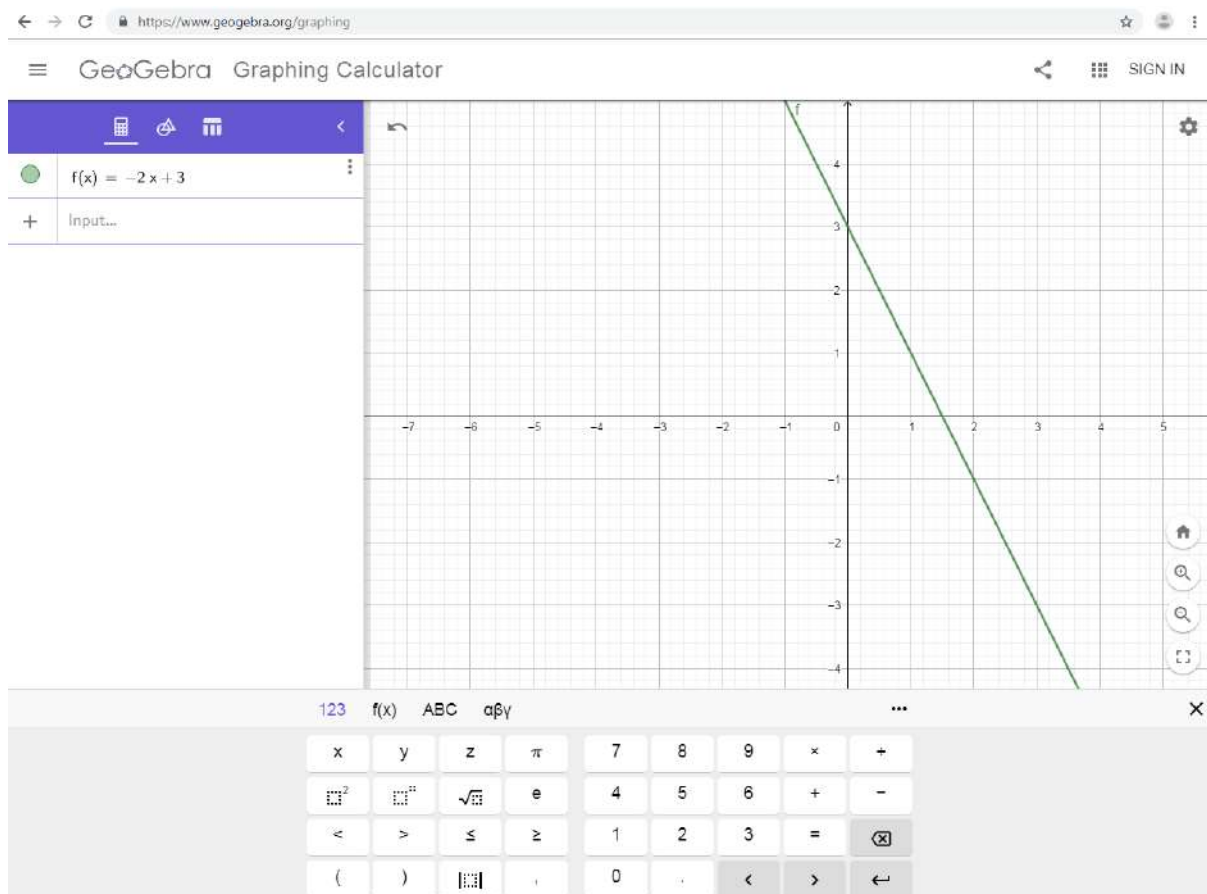 https://www.geogebra.org/graphing
GeoGebra Graphing Calculator
SIGN IN
f(x) = −2 x + 3
Input...
f
4
3
2
1
−7 −6 −5 −4 −3 −2 −1 0 1 2 3 4 5
−1
−2
−3
−4
123 f(x) ABC αβγ ...
x y z π 7 8 9 × ÷
² ⁿ √ e 4 5 6 + −
< > ≤ ≥ 1 2 3 =
( ) | | , 0 . < >